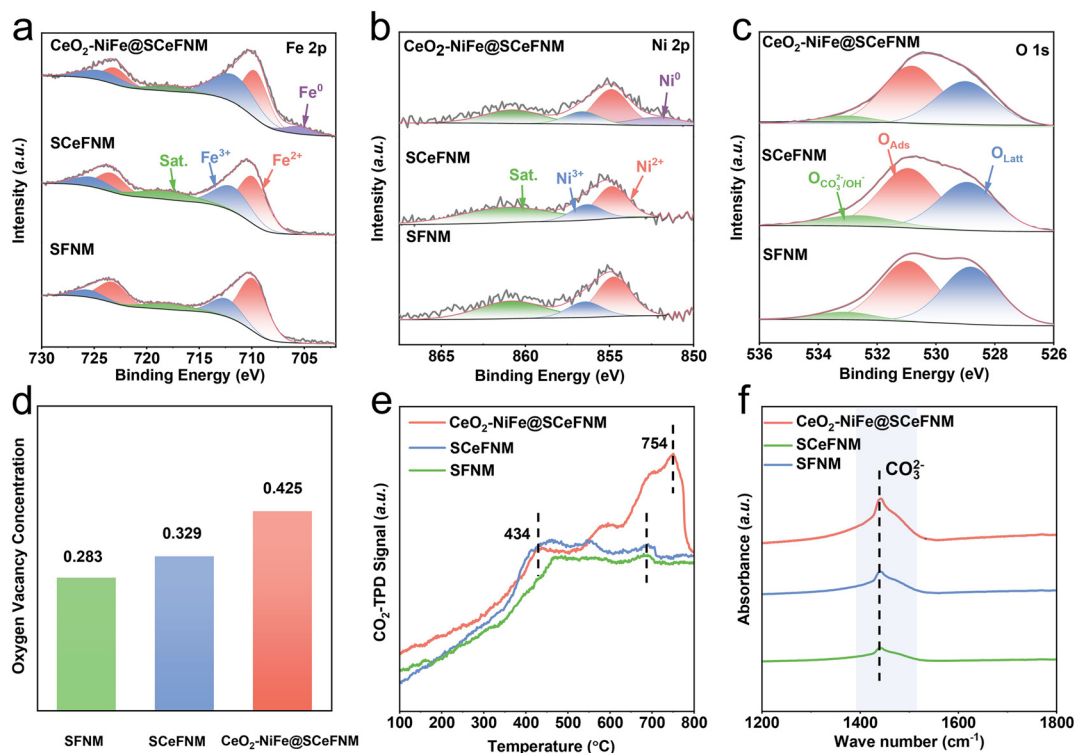 a
CeO₂-NiFe@SCeFNM
Fe 2p
Fe⁰
SCeFNM
Sat.
Fe³⁺
Fe²⁺
SFNM
Intensity (a.u.)
730 725 720 715 710 705
Binding Energy (eV)
b
CeO₂-NiFe@SCeFNM
Ni 2p
Ni⁰
SCeFNM
Sat.
Ni³⁺
Ni²⁺
SFNM
Intensity (a.u.)
865 860 855 850
Binding Energy (eV)
c
CeO₂-NiFe@SCeFNM
O 1s
SCeFNM
O_Ads
O_Latt
O_CO₃²⁻/OH⁻
SFNM
Intensity (a.u.)
536 534 532 530 528 526
Binding Energy (eV)
d
Oxygen Vacancy Concentration
0.283
0.329
0.425
SFNM SCeFNM CeO₂-NiFe@SCeFNM
e
CeO₂-NiFe@SCeFNM
SCeFNM
SFNM
754
434
CO₂-TPD Signal (a.u.)
100 200 300 400 500 600 700 800
Temperature (°C)
f
CeO₂-NiFe@SCeFNM
SCeFNM
SFNM
CO₃²⁻
Absorbance (a.u.)
1200 1400 1600 1800
Wave number (cm⁻¹)